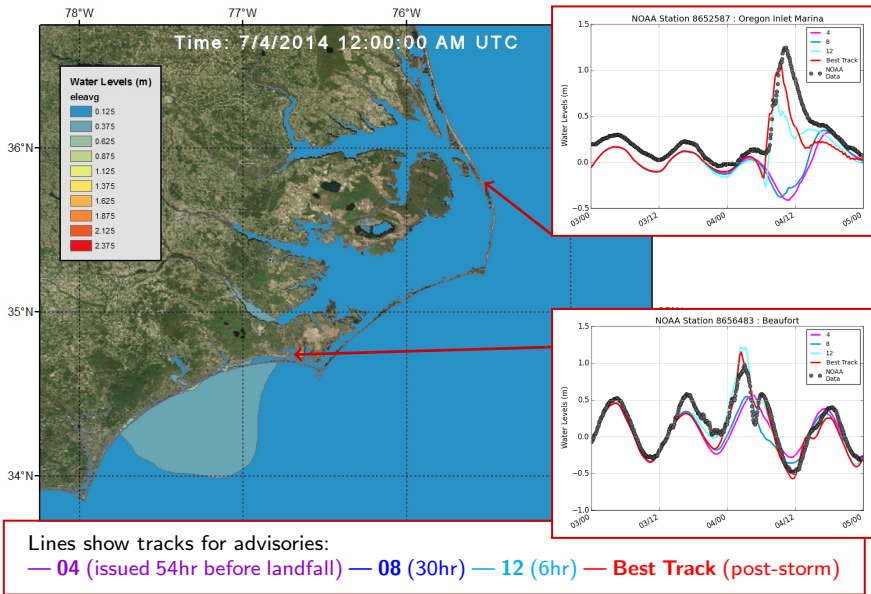 78°W
77°W
76°W
Time: 7/4/2014 12:00:00 AM UTC
36°N
35°N
34°N
Water Levels (m)
eleavg
0.125
0.375
0.625
0.875
1.125
1.375
1.625
1.875
2.125
2.375
NOAA Station 8652587 : Oregon Inlet Marina
Water Levels (m)
1.5
1.0
0.5
0.0
−0.5
03/00
03/12
04/00
04/12
05/00
4
8
12
Best Track
NOAA
Data
NOAA Station 8656483 : Beaufort
Water Levels (m)
1.5
1.0
0.5
0.0
−0.5
−1.0
03/00
03/12
04/00
04/12
05/00
4
8
12
Best Track
NOAA
Data
Lines show tracks for advisories:
— 04 (issued 54hr before landfall) — 08 (30hr) — 12 (6hr) — Best Track (post-storm)